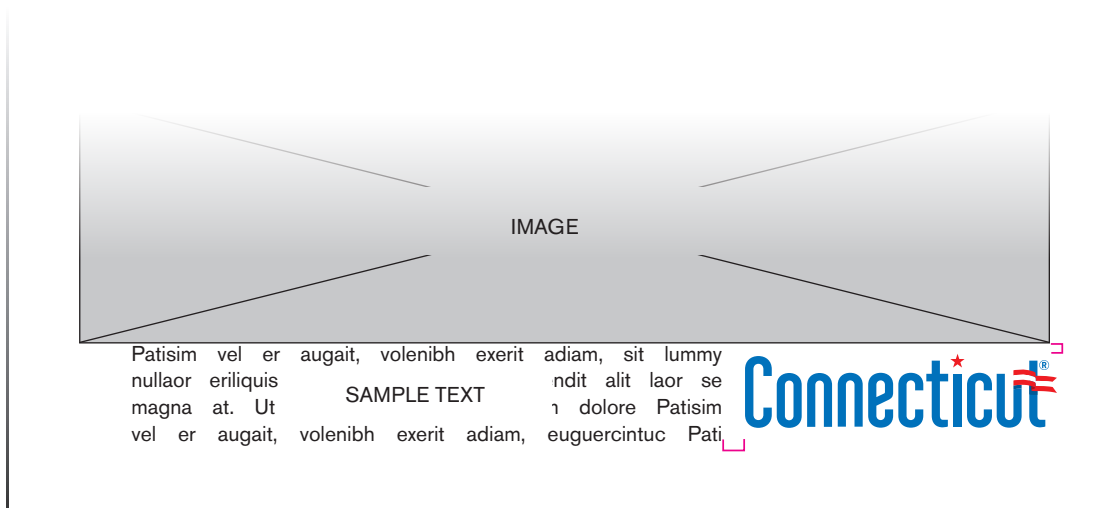 IMAGE
Patisim vel er augait, volenibh exerit adiam, sit lummy
nullaor eriliquis ndit alit laor se
SAMPLE TEXT
magna at. Ut dolore Patisim
vel er augait, volenibh exerit adiam, euguercintuc Pati
Connecticut®